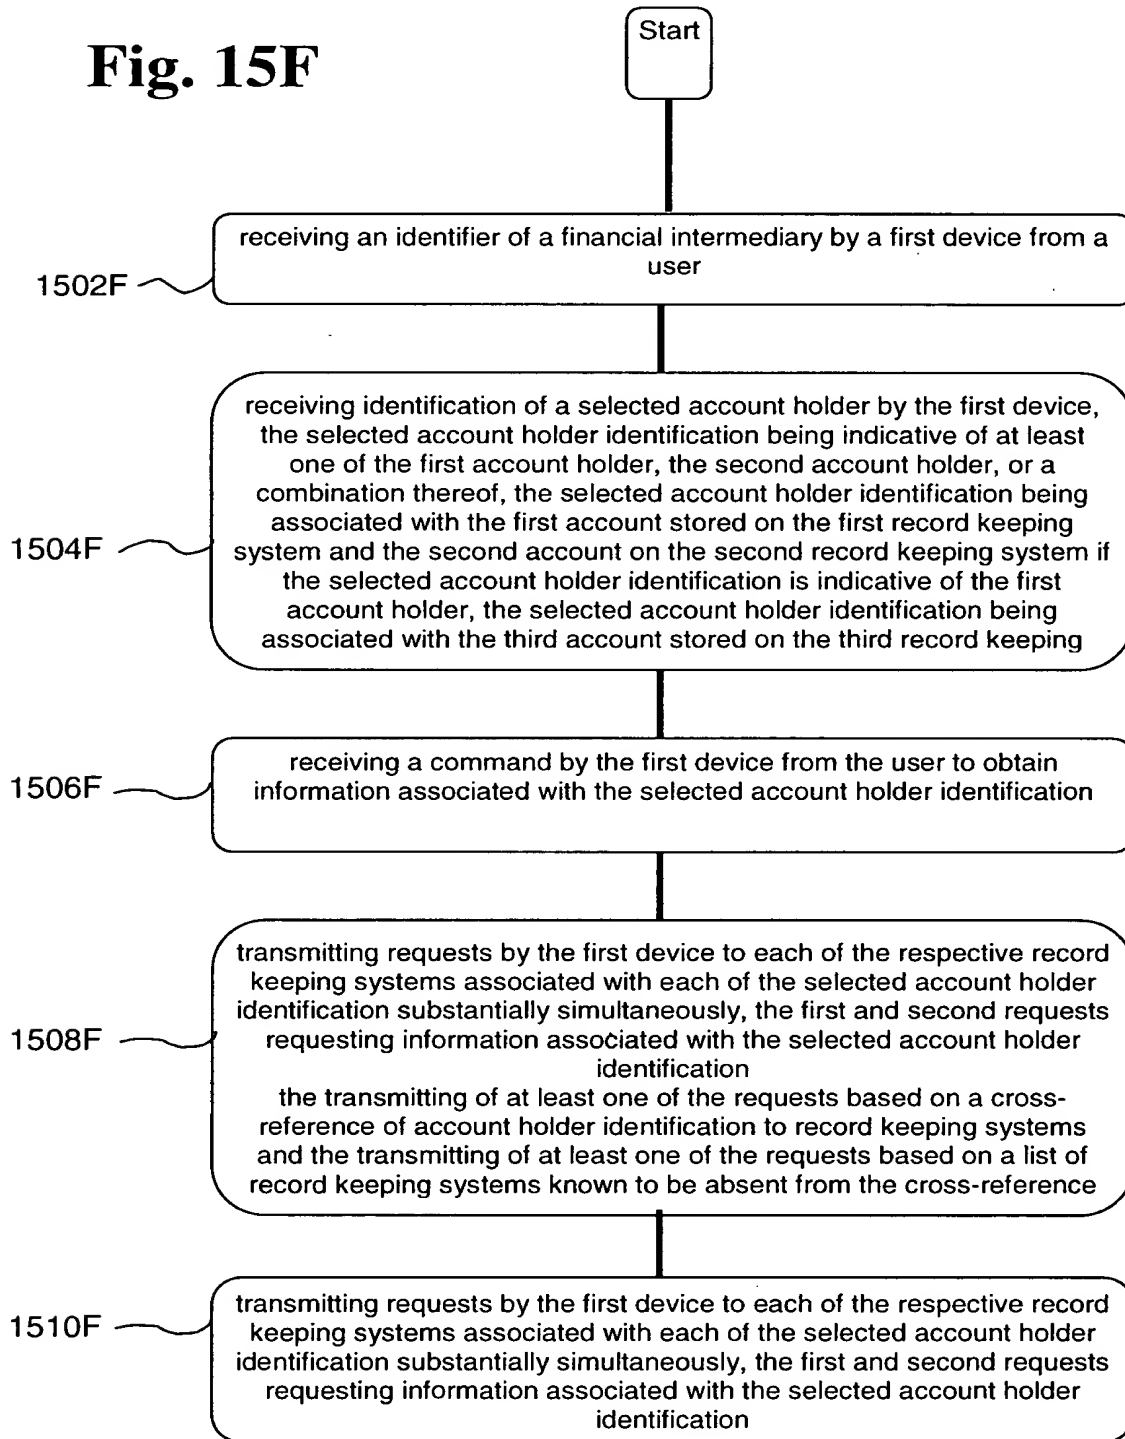 Fig. 15F
Start
receiving an identifier of a financial intermediary by a first device from a
user
1502F
receiving identification of a selected account holder by the first device,
the selected account holder identification being indicative of at least
one of the first account holder, the second account holder, or a
combination thereof, the selected account holder identification being
associated with the first account stored on the first record keeping
system and the second account on the second record keeping system if
the selected account holder identification is indicative of the first
account holder, the selected account holder identification being
associated with the third account stored on the third record keeping
1504F
receiving a command by the first device from the user to obtain
information associated with the selected account holder identification
1506F
transmitting requests by the first device to each of the respective record
keeping systems associated with each of the selected account holder
identification substantially simultaneously, the first and second requests
requesting information associated with the selected account holder
identification
the transmitting of at least one of the requests based on a cross-
reference of account holder identification to record keeping systems
and the transmitting of at least one of the requests based on a list of
record keeping systems known to be absent from the cross-reference
1508F
transmitting requests by the first device to each of the respective record
keeping systems associated with each of the selected account holder
identification substantially simultaneously, the first and second requests
requesting information associated with the selected account holder
identification
1510F